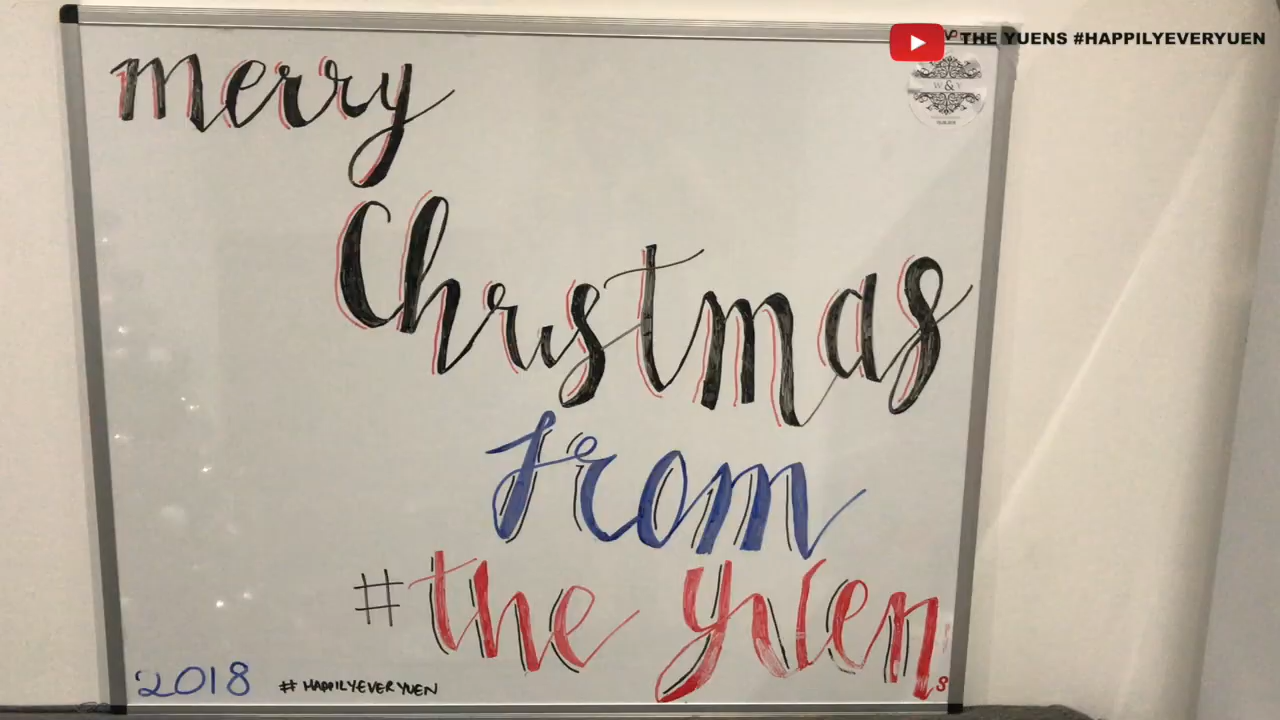 THE YUENS #HAPPILYEVERYUEN
W & Y
merry
Christmas
from
#the yuen
s
2018 #HAPPILYEVERYUEN